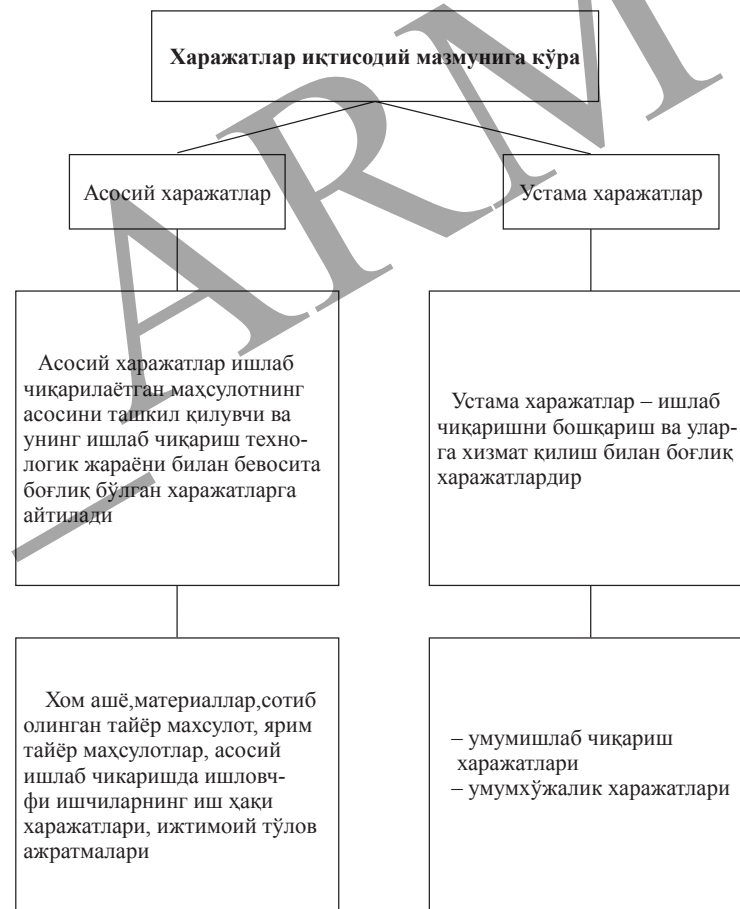 Харажатлар иқтисодий мазмунига кўра
Асосий харажатлар
Устама харажатлар
Асосий харажатлар ишлаб
чиқарилаётган маҳсулотнинг
асосини ташкил қилувчи ва
унинг ишлаб чиқариш техно-
логик жараёни билан бевосита
боғлиқ бўлган харажатларга
айтилади
Устама харажатлар – ишлаб
чиқаришни бошқариш ва улар-
га хизмат қилиш билан боғлиқ
харажатлардир
Хом ашё,материаллар,сотиб
олинган тайёр махсулот, ярим
тайёр маҳсулотлар, асосий
ишлаб чикаришда ишловч-
фи ишчиларнинг иш ҳақи
харажатлари, ижтимоий тўлов
ажратмалари
– умумишлаб чиқариш
харажатлари
– умумхўжалик харажатлари
ARM